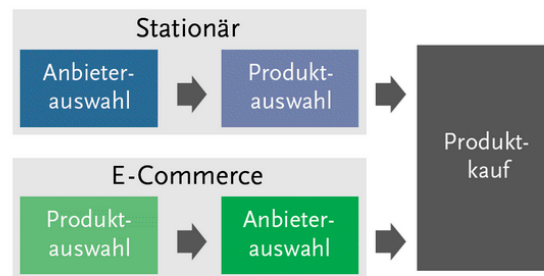 Stationär
Anbieter-
auswahl
Produkt-
auswahl
E-Commerce
Produkt-
auswahl
Anbieter-
auswahl
Produkt-
kauf